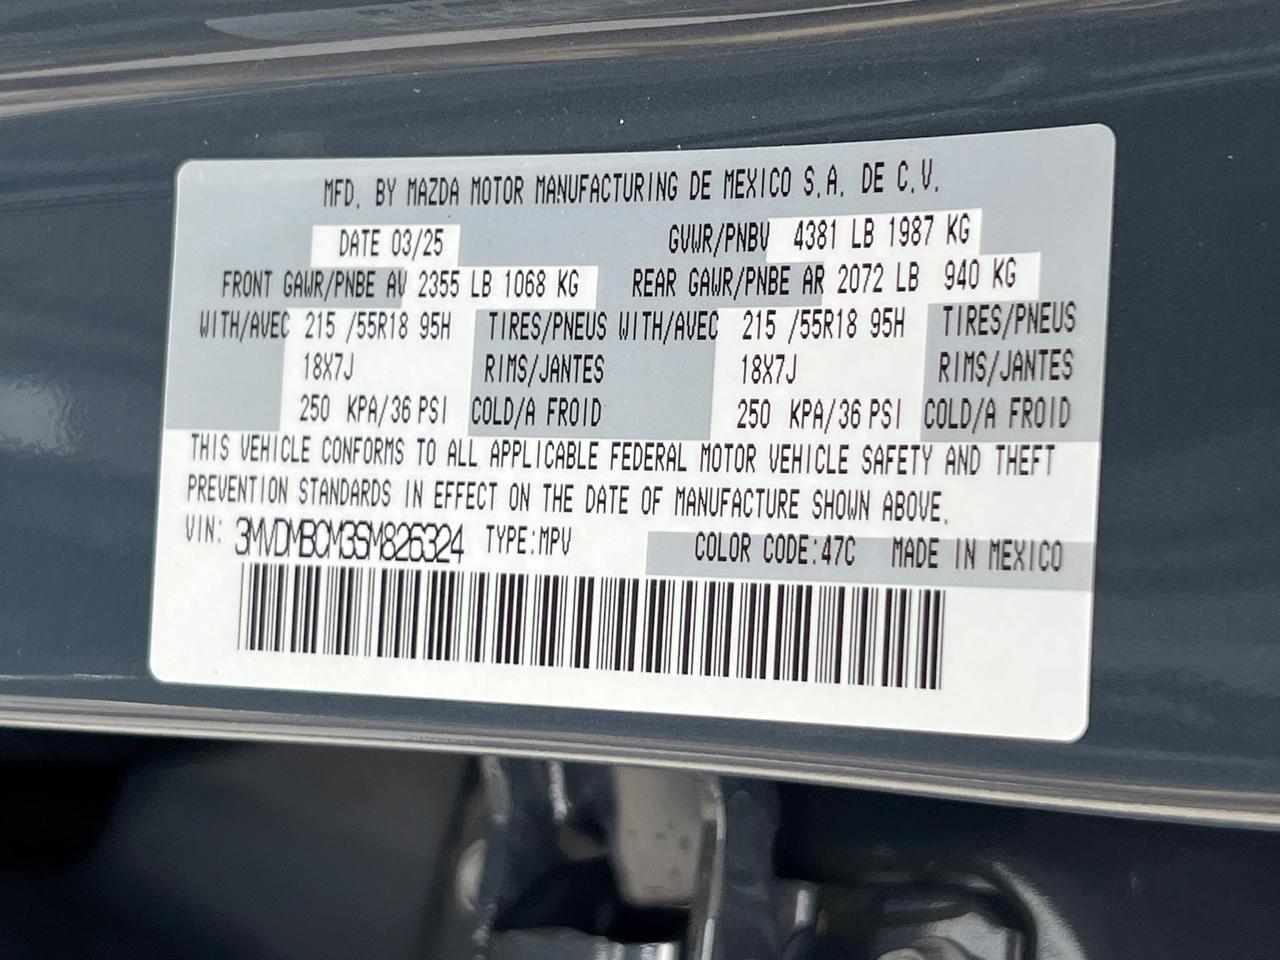 MFD. BY MAZDA MOTOR MANUFACTURING DE MEXICO S.A. DE C.V.
DATE 03/25 GVWR/PNBV 4381 LB 1987 KG
FRONT GAWR/PNBE AV 2355 LB 1068 KG REAR GAWR/PNBE AR 2072 LB 940 KG
WITH/AVEC 215 /55R18 95H TIRES/PNEUS WITH/AVEC 215 /55R18 95H TIRES/PNEUS
18X7J RIMS/JANTES 18X7J RIMS/JANTES
250 KPA/36 PSI COLD/A FROID 250 KPA/36 PSI COLD/A FROID
THIS VEHICLE CONFORMS TO ALL APPLICABLE FEDERAL MOTOR VEHICLE SAFETY AND THEFT
PREVENTION STANDARDS IN EFFECT ON THE DATE OF MANUFACTURE SHOWN ABOVE.
VIN: 3MVDMBCM3SM826324 TYPE:MPV COLOR CODE:47C MADE IN MEXICO